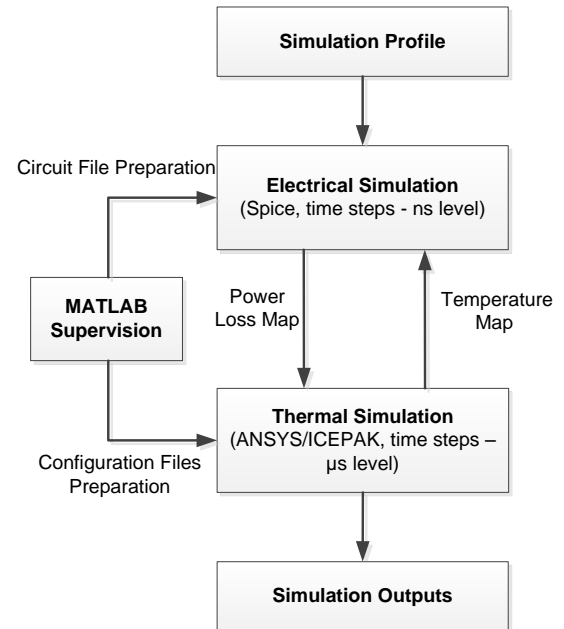 Simulation Profile
Circuit File Preparation
Electrical Simulation
(Spice, time steps - ns level)
MATLAB
Supervision
Power
Loss Map
Temperature
Map
Thermal Simulation
(ANSYS/ICEPAK, time steps –
µs level)
Configuration Files
Preparation
Simulation Outputs